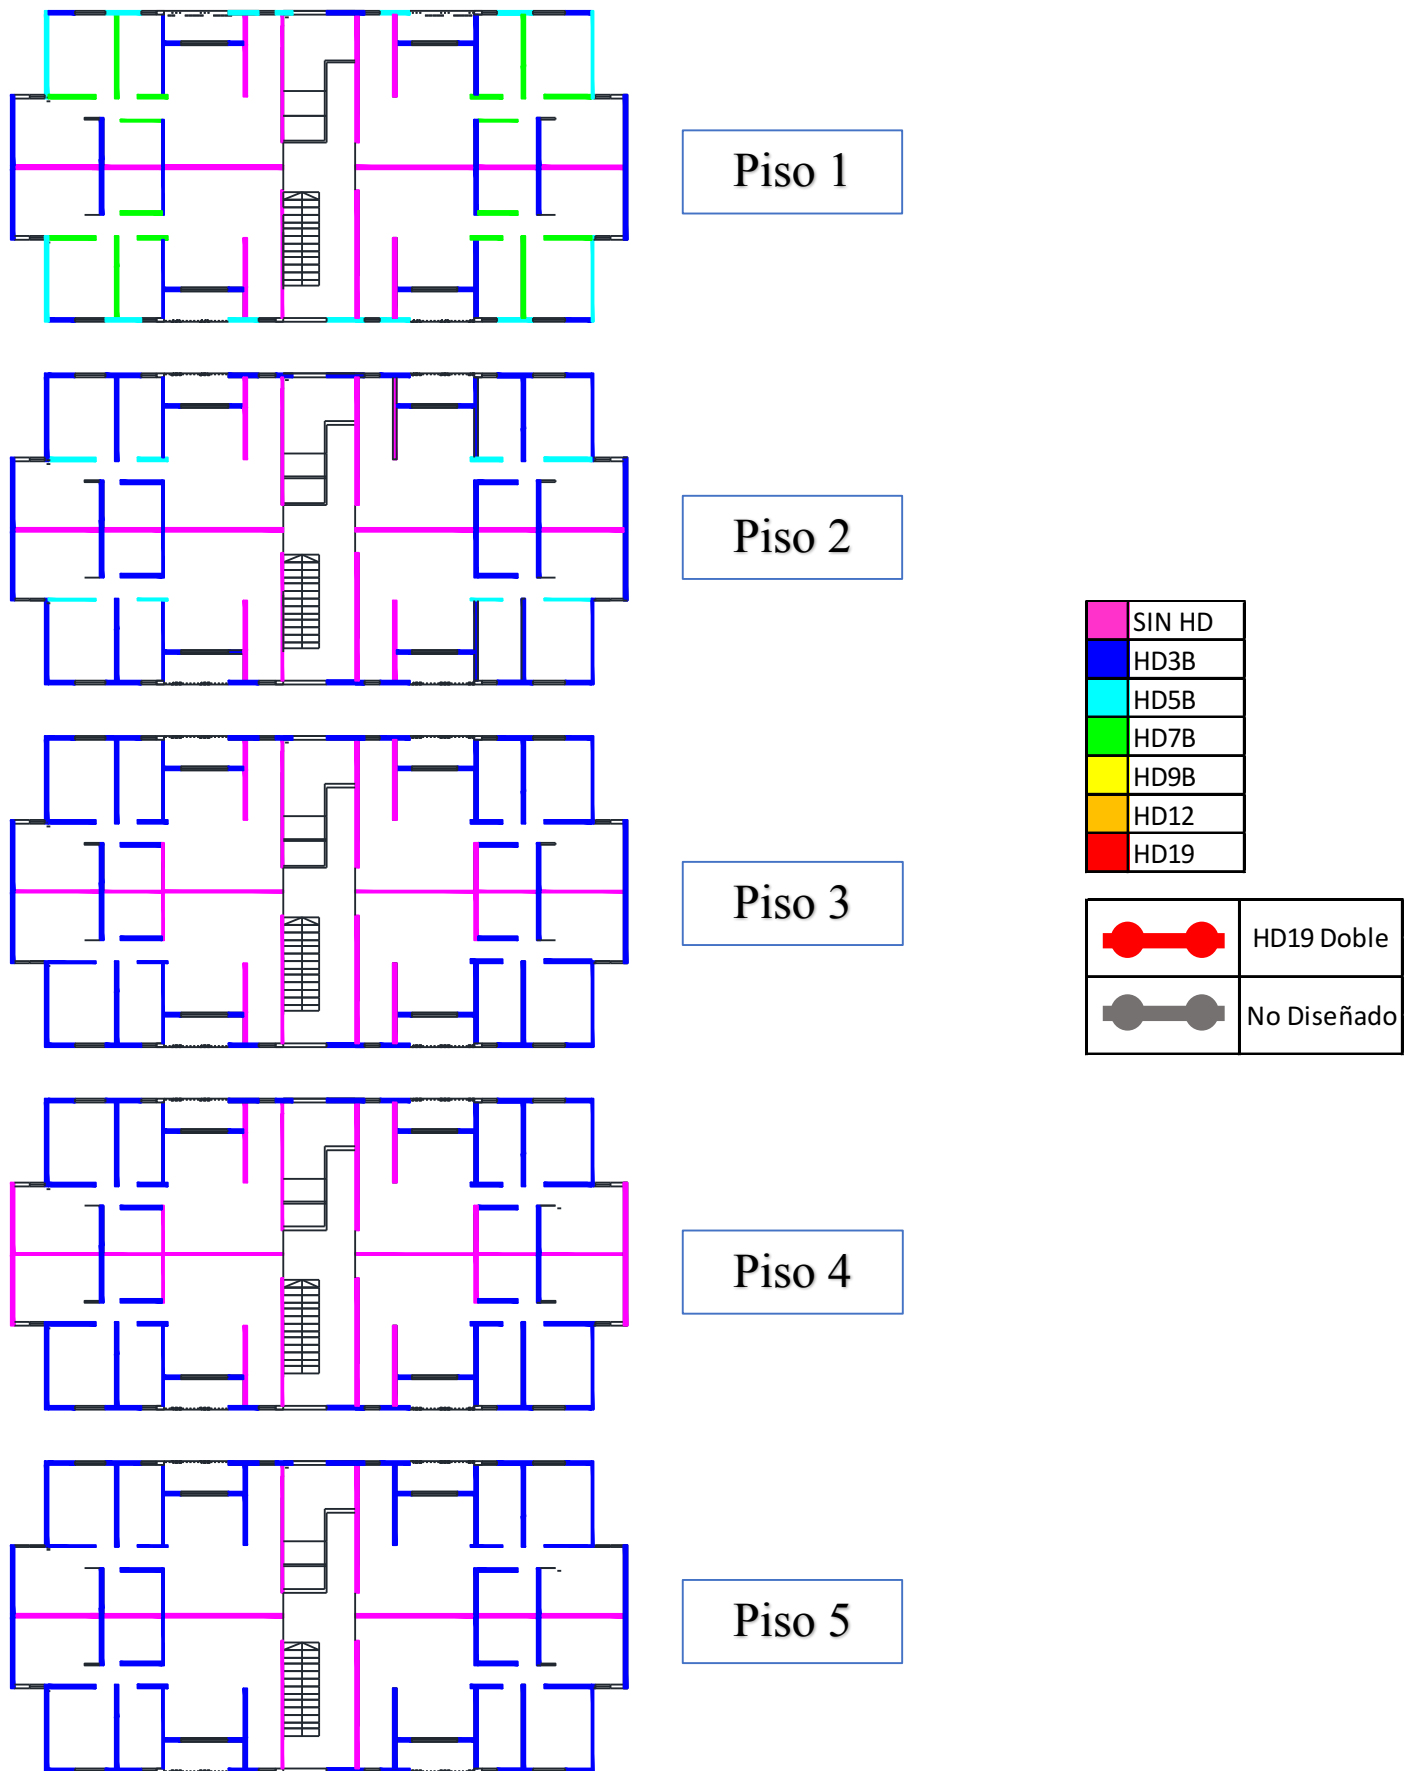 Piso 1
Piso 2
SIN HD
HD3B
HD5B
HD7B
HD9B
HD12
HD19
Piso 3
HD19 Doble
No Diseñado
Piso 4
Piso 5